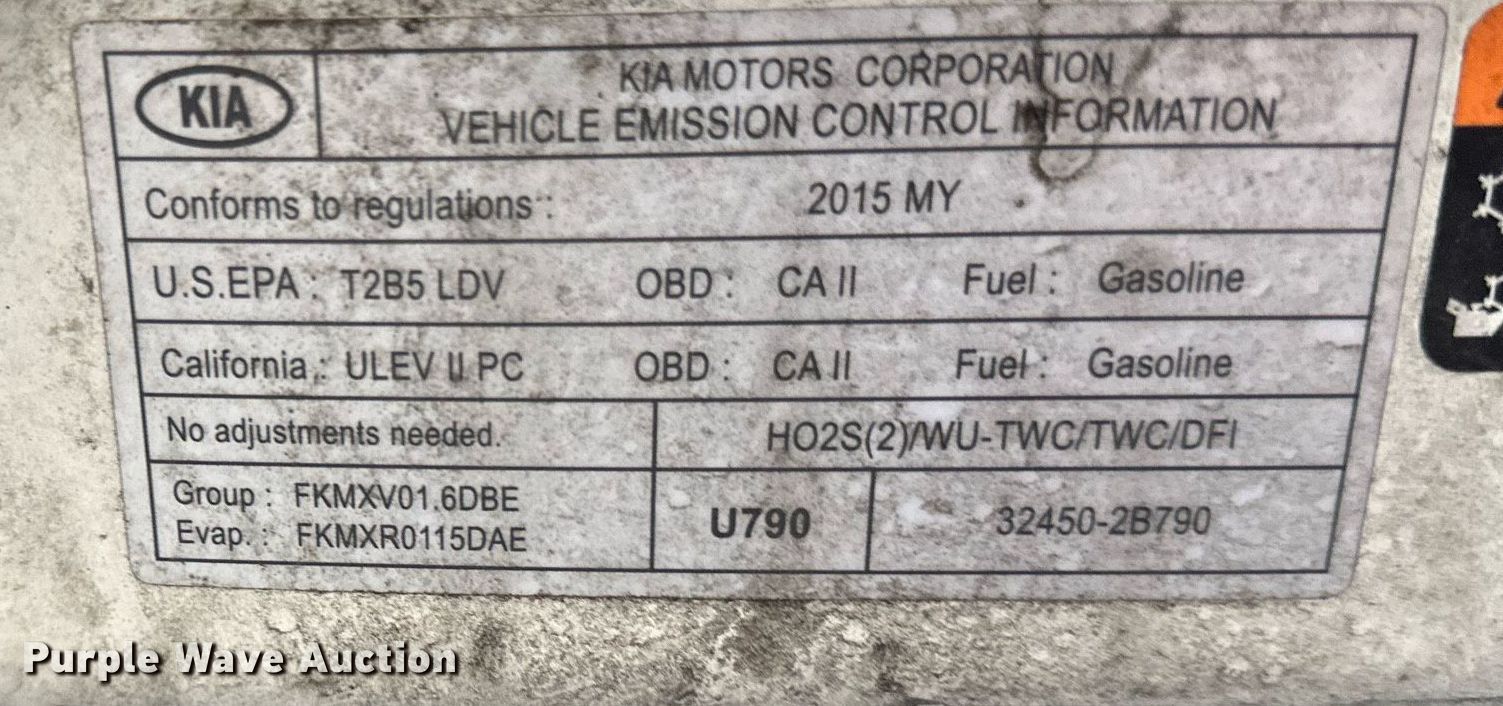 KIA
KIA MOTORS CORPORATION
VEHICLE EMISSION CONTROL INFORMATION
Conforms to regulations : 2015 MY
U.S.EPA : T2B5 LDV OBD : CA II Fuel : Gasoline
California : ULEV II PC OBD : CA II Fuel : Gasoline
No adjustments needed. HO2S(2)/WU-TWC/TWC/DFI
Group : FKMXV01.6DBE
Evap. : FKMXR0115DAE
U790
32450-2B790
Purple Wave Auction